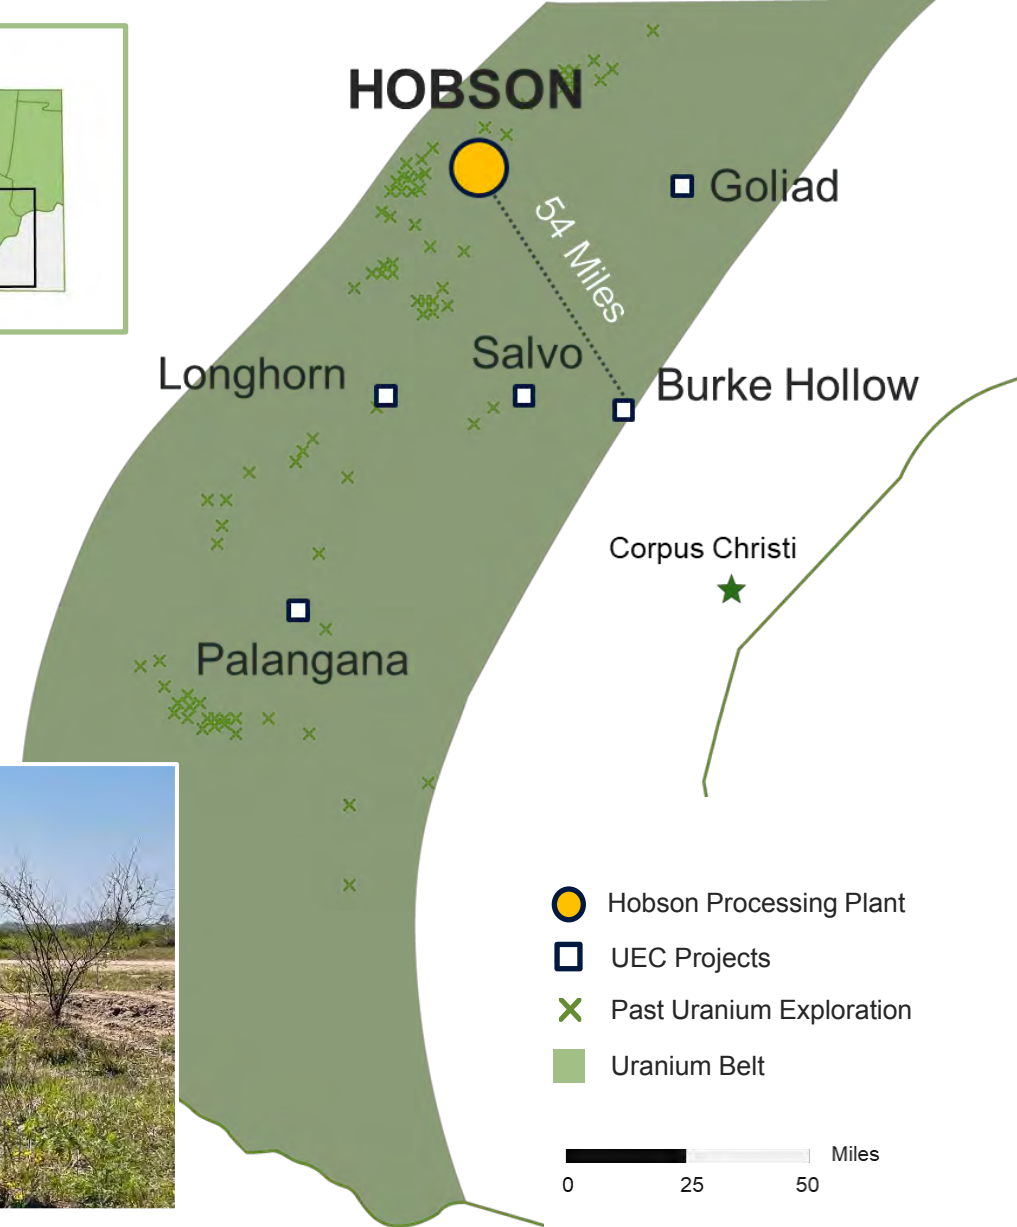 HOBSON
Goliad
54 Miles
Salvo
Longhorn
Burke Hollow
Corpus Christi
Palangana
Hobson Processing Plant
UEC Projects
Past Uranium Exploration
Uranium Belt
Miles
0 25 50